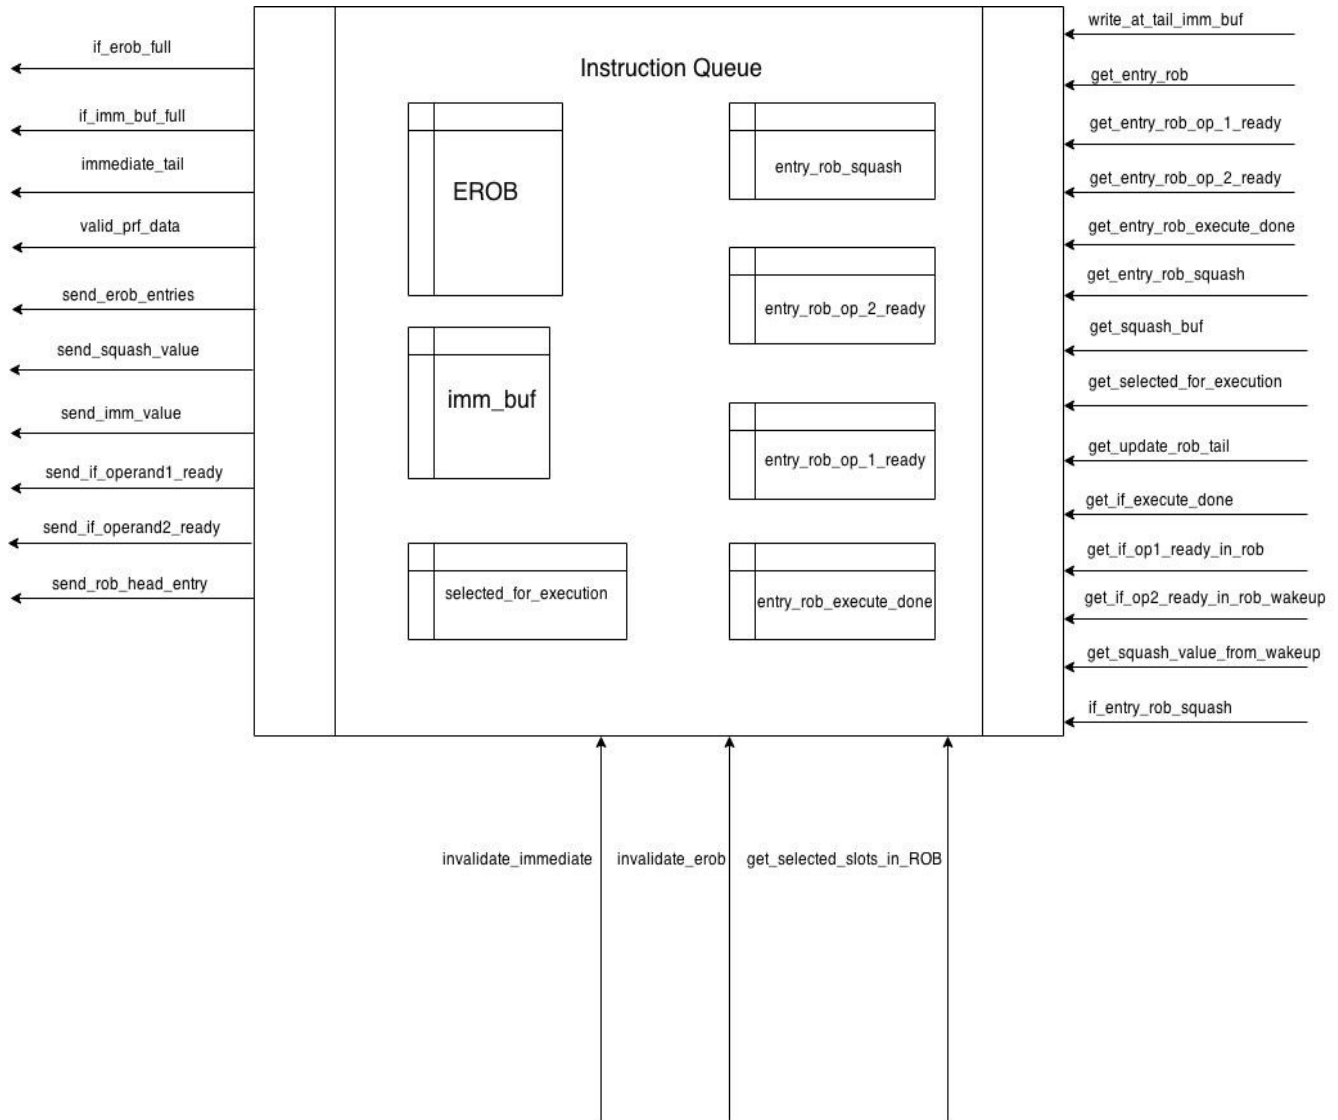 if_erob_full
if_imm_buf_full
immediate_tail
valid_prf_data
send_erob_entries
send_squash_value
send_imm_value
send_if_operand1_ready
send_if_operand2_ready
send_rob_head_entry
Instruction Queue
EROB
imm_buf
selected_for_execution
entry_rob_squash
entry_rob_op_2_ready
entry_rob_op_1_ready
entry_rob_execute_done
write_at_tail_imm_buf
get_entry_rob
get_entry_rob_op_1_ready
get_entry_rob_op_2_ready
get_entry_rob_execute_done
get_entry_rob_squash
get_squash_buf
get_selected_for_execution
get_update_rob_tail
get_if_execute_done
get_if_op1_ready_in_rob
get_if_op2_ready_in_rob_wakeup
get_squash_value_from_wakeup
if_entry_rob_squash
invalidate_immediate
invalidate_erob
get_selected_slots_in_ROB